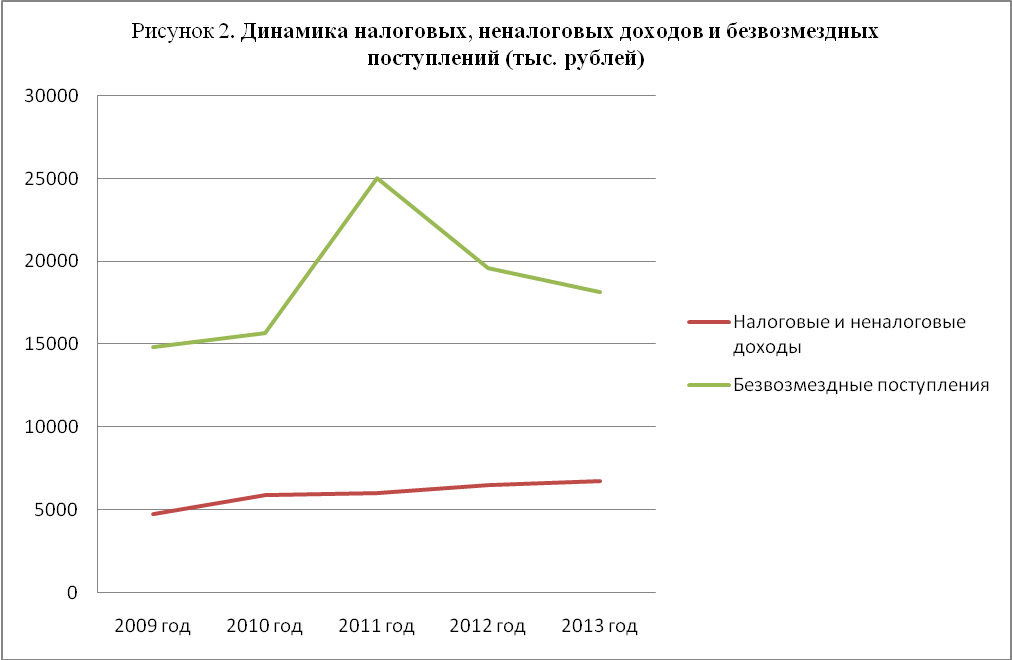 Рисунок 2. Динамика налоговых, неналоговых доходов и безвозмездных
поступлений (тыс. рублей)
30000
25000
20000
15000
10000
5000
0
2009 год 2010 год 2011 год 2012 год 2013 год
Налоговые и неналоговые
доходы
Безвозмездные поступления